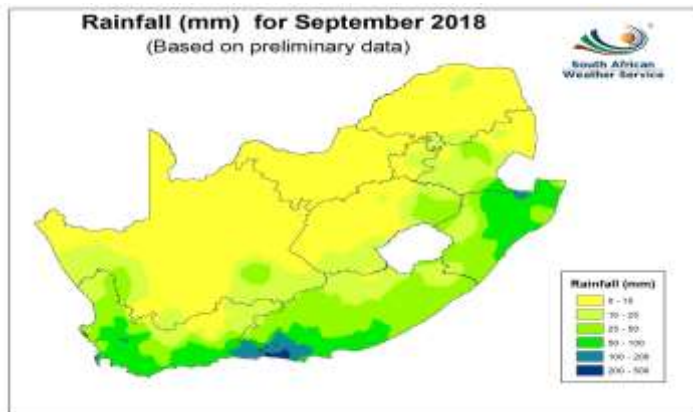 Rainfall (mm) for September 2018
(Based on preliminary data)
South African
Weather Service
Rainfall (mm)
0 - 10
10 - 25
25 - 50
50 - 100
100 - 200
200 - 500